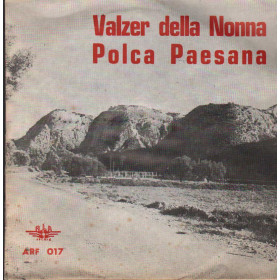 Valzer della Nonna
Polca Paesana
ÆRF 017